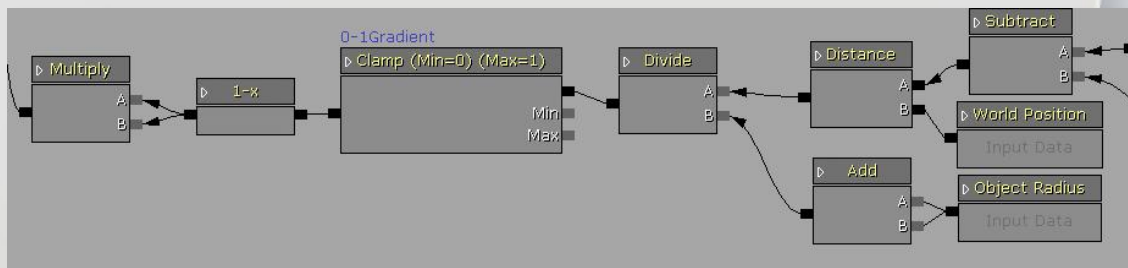 Multiply
A
B
1-x
0-1Gradient
Clamp (Min=0) (Max=1)
Min
Max
Divide
A
B
Distance
A
B
Subtract
A
B
World Position
Input Data
Add
A
B
Object Radius
Input Data